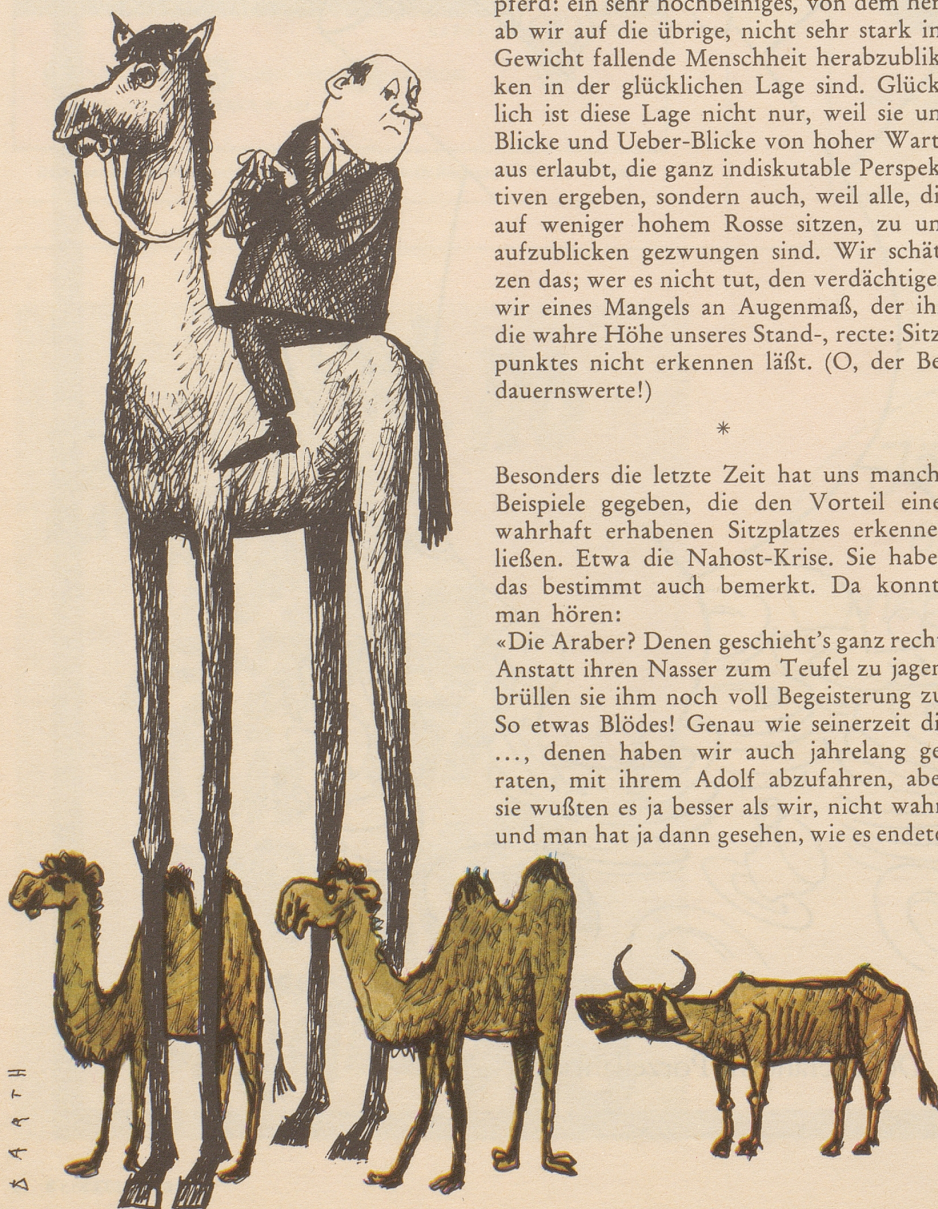 pferd: ein sehr hochbeiniges, von dem her
ab wir auf die übrige, nicht sehr stark in
Gewicht fallende Menschheit herabzublik
ken in der glücklichen Lage sind. Glück
lich ist diese Lage nicht nur, weil sie un
Blicke und Ueber-Blicke von hoher Wart
aus erlaubt, die ganz indiskutable Perspek
tiven ergeben, sondern auch, weil alle, di
auf weniger hohem Rosse sitzen, zu un
aufzublicken gezwungen sind. Wir schät
zen das; wer es nicht tut, den verdächtige
wir eines Mangels an Augenmaß, der ih
die wahre Höhe unseres Stand-, recte: Sitz
punktes nicht erkennen läßt. (O, der Be
dauernswerte!)
*
Besonders die letzte Zeit hat uns manch
Beispiele gegeben, die den Vorteil eine
wahrhaft erhabenen Sitzplatzes erkenne
ließen. Etwa die Nahost-Krise. Sie habe
das bestimmt auch bemerkt. Da konnt
man hören:
«Die Araber? Denen geschieht's ganz rech
Anstatt ihren Nasser zum Teufel zu jagen
brüllen sie ihm noch voll Begeisterung zu
So etwas Blödes! Genau wie seinerzeit di
..., denen haben wir auch jahrelang ge
raten, mit ihrem Adolf abzufahren, abe
sie wußten es ja besser als wir, nicht wahr
und man hat ja dann gesehen, wie es endete
BARTH